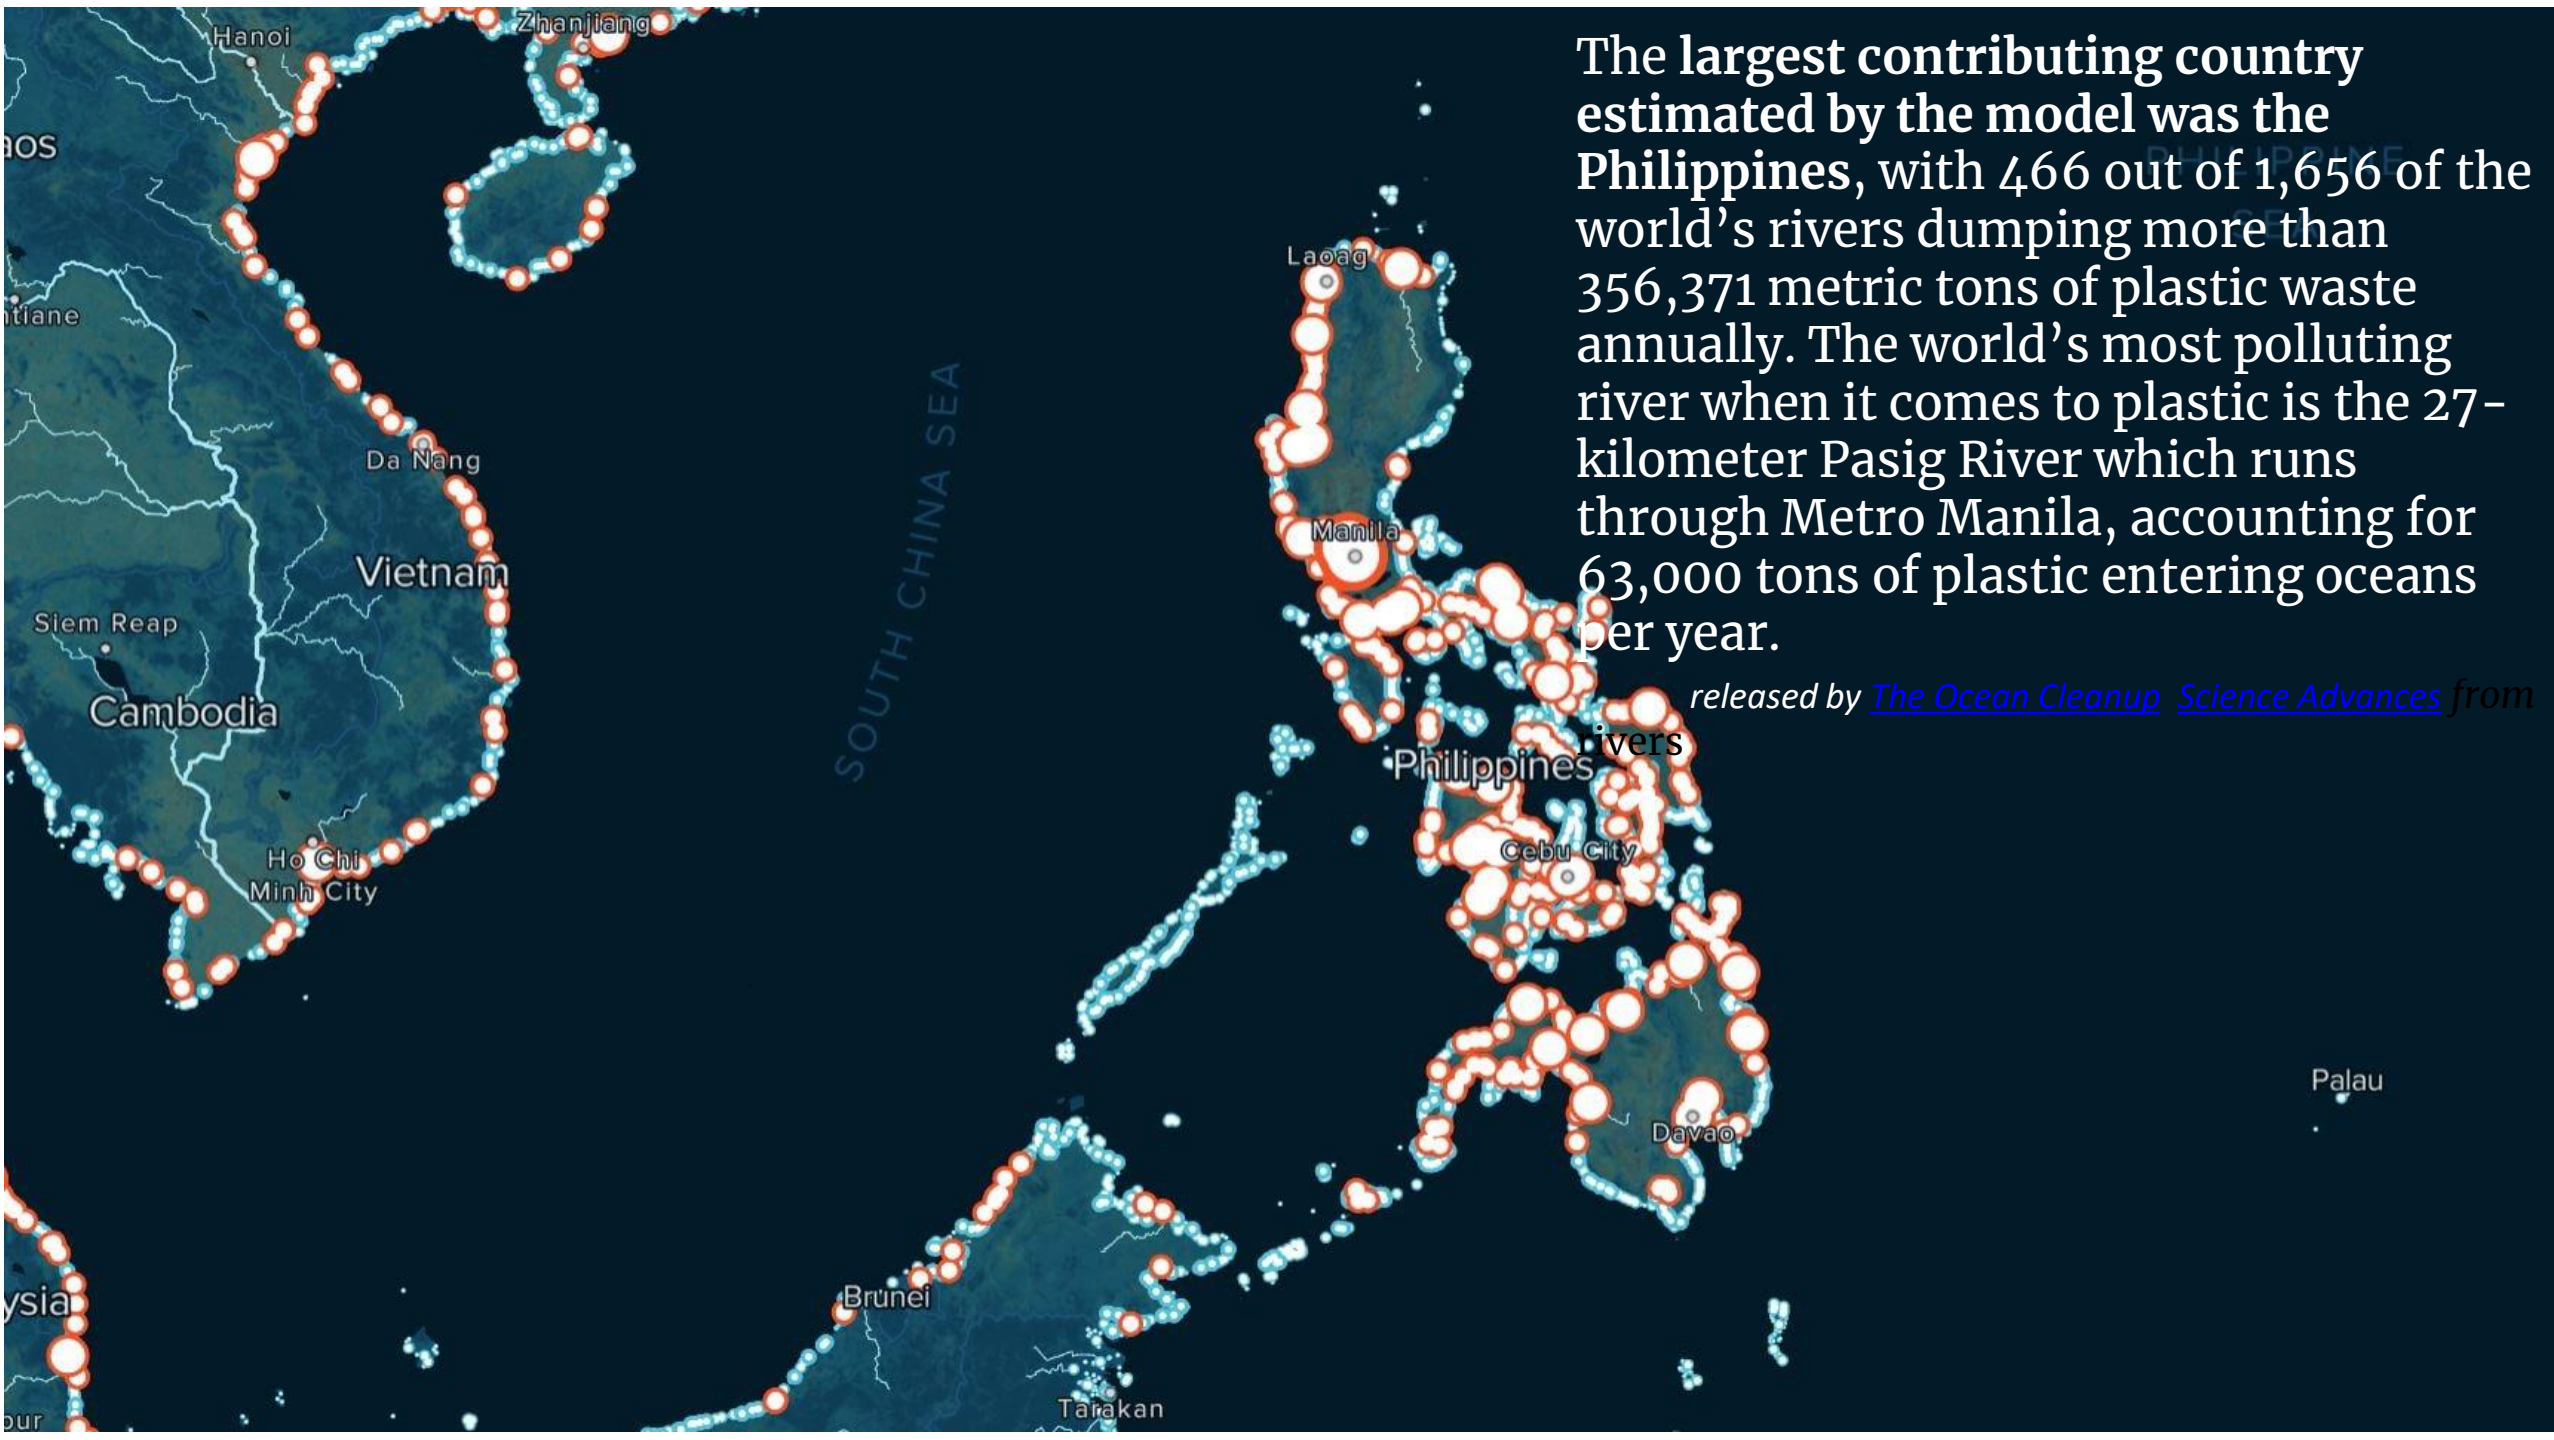 The largest contributing country
estimated by the model was the
Philippines, with 466 out of 1,656 of the
world’s rivers dumping more than
356,371 metric tons of plastic waste
annually. The world’s most polluting
river when it comes to plastic is the 27-
kilometer Pasig River which runs
through Metro Manila, accounting for
63,000 tons of plastic entering oceans
per year.
released by The Ocean Cleanup Science Advances from
rivers
PHILIPPINE
SEA
Hanoi
Zhanjiang
aos
ntiane
Laoag
Da Nang
SOUTH CHINA SEA
Manila
Vietnam
Siem Reap
Cambodia
Philippines
Ho Chi
Minh City
Cebu City
Palau
Davao
ysia
Brunei
our
Tarakan